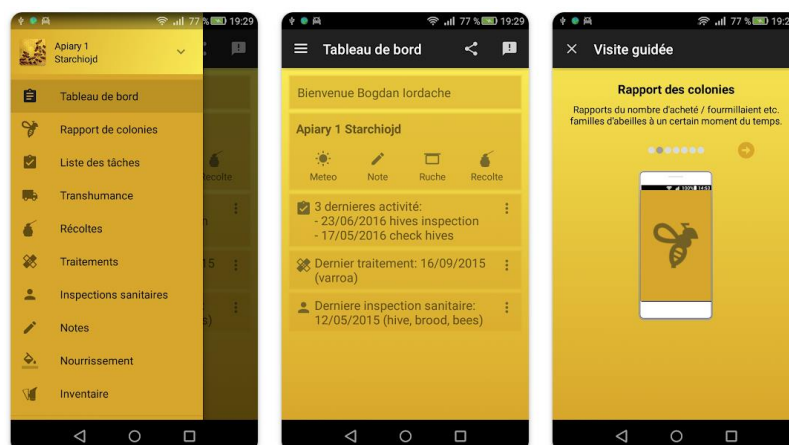 77 % 19:29
Apiary 1
Starchiojd
Tableau de bord
Rapport de colonies
Liste des tâches
Transhumance
Récoltes
Traitements
Inspections sanitaires
Notes
Nourrissement
Inventaire
77 % 19:29
Tableau de bord
Bienvenue Bogdan Iordache
Apiary 1 Starchiojd
Meteo Note Ruche Recolte
3 dernieres activité:
- 23/06/2016 hives inspection
- 17/05/2016 check hives
Dernier traitement: 16/09/2015
(varroa)
Derniere inspection sanitaire:
12/05/2015 (hive, brood, bees)
77 % 19:2
Visite guidée
Rapport des colonies
Rapports du nombre d'acheté / fourmillaient etc.
familles d'abeilles à un certain moment du temps.